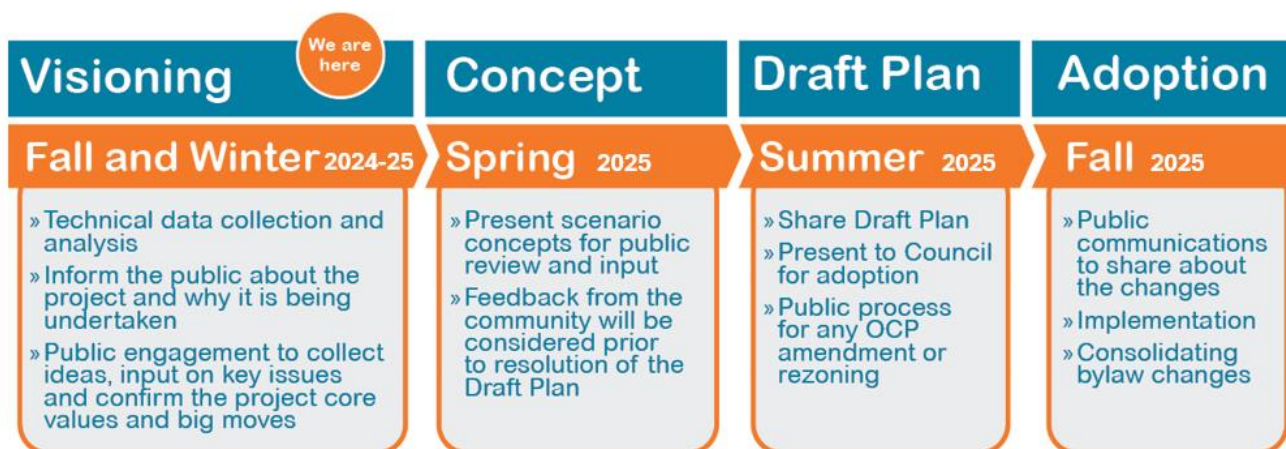 We are
here
Visioning
Concept
Draft Plan
Adoption
Fall and Winter 2024-25
Spring 2025
Summer 2025
Fall 2025
» Technical data collection and
analysis
» Inform the public about the
project and why it is being
undertaken
» Public engagement to collect
ideas, input on key issues
and confirm the project core
values and big moves
» Present scenario
concepts for public
review and input
» Feedback from the
community will be
considered prior
to resolution of the
Draft Plan
» Share Draft Plan
» Present to Council
for adoption
» Public process
for any OCP
amendment or
rezoning
» Public
communications
to share about
the changes
» Implementation
» Consolidating
bylaw changes